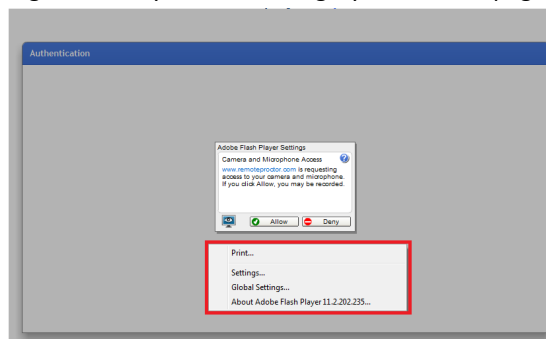 Authentication
Adobe Flash Player Settings
Camera and Microphone Access
www.remoteproctor.com is requesting
access to your camera and microphone.
If you click Allow, you may be recorded.
Allow
Deny
Print...
Settings...
Global Settings...
About Adobe Flash Player 11.2.202.235...